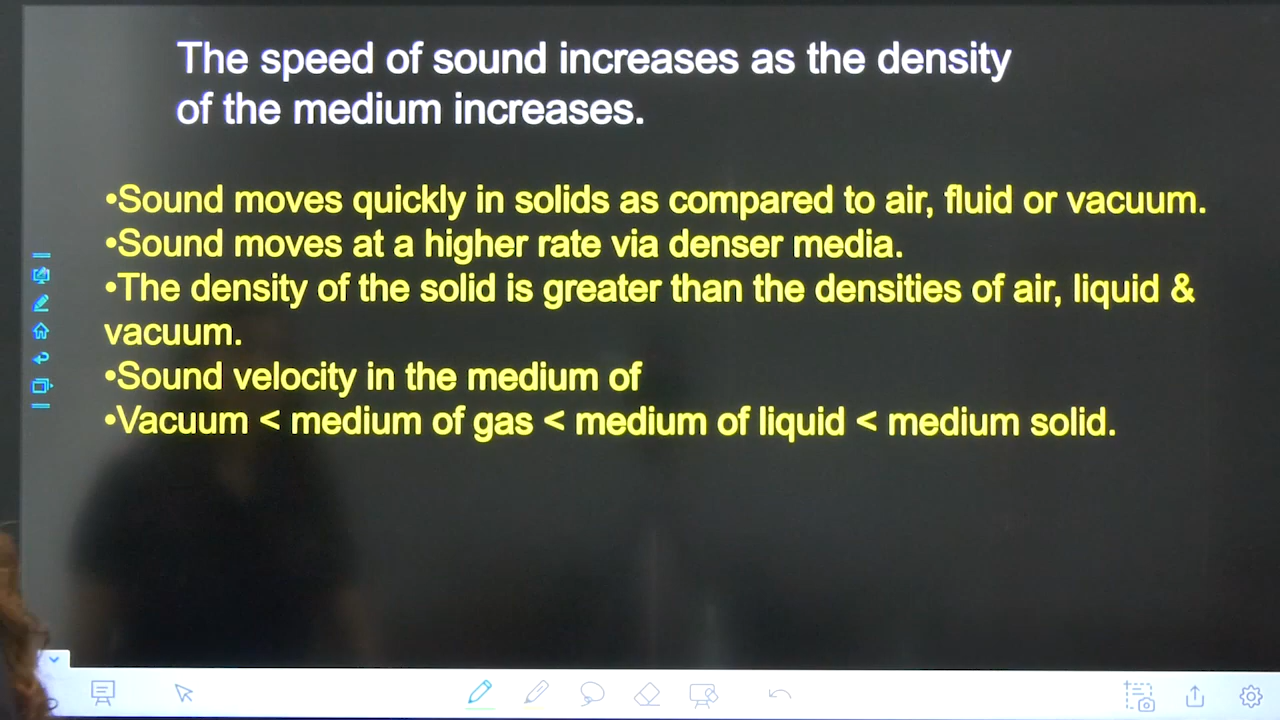 The speed of sound increases as the density
of the medium increases.
•Sound moves quickly in solids as compared to air, fluid or vacuum.
•Sound moves at a higher rate via denser media.
•The density of the solid is greater than the densities of air, liquid &
vacuum.
•Sound velocity in the medium of
•Vacuum < medium of gas < medium of liquid < medium solid.